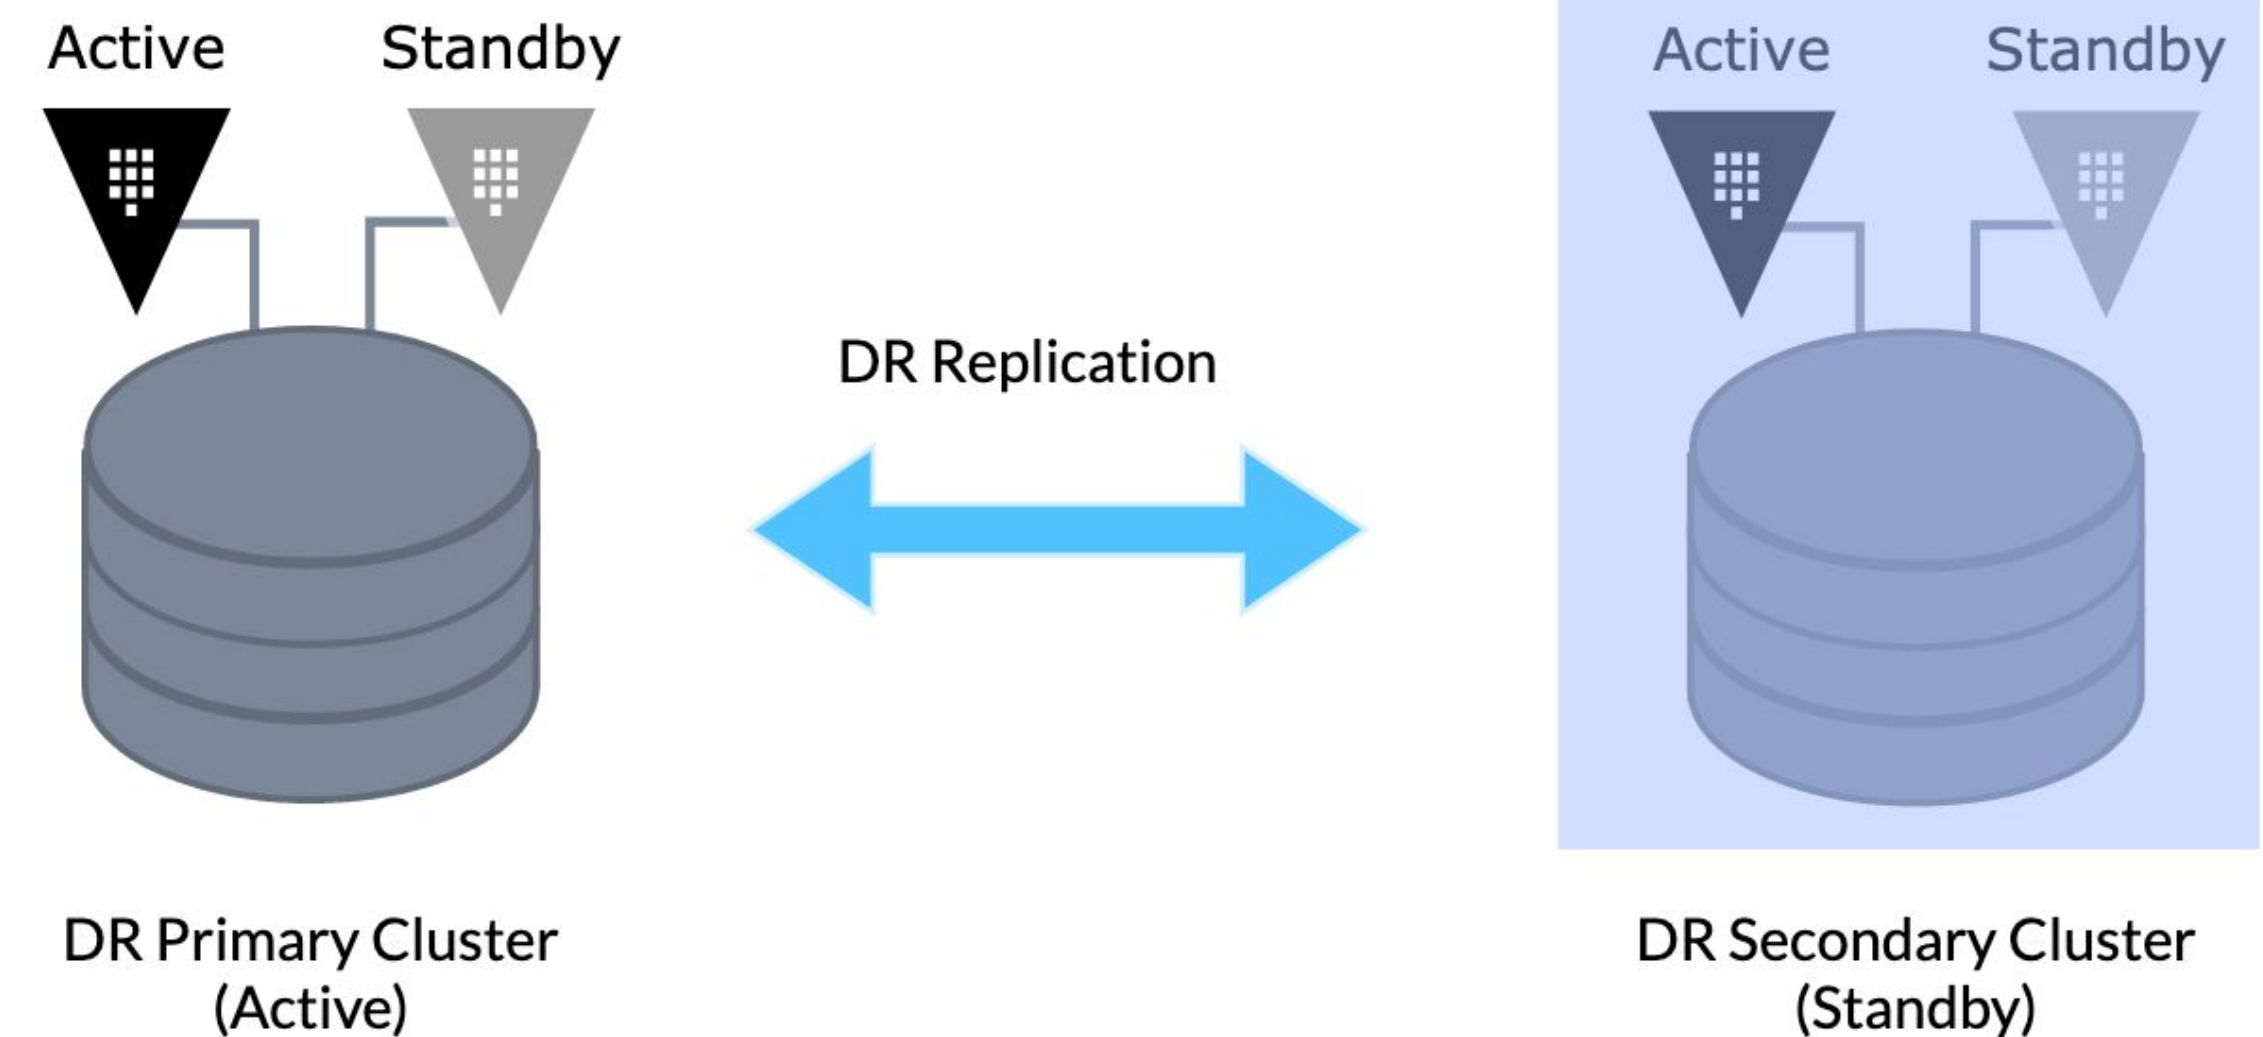 Active
Standby
Active
Standby
DR Replication
DR Primary Cluster
(Active)
DR Secondary Cluster
(Standby)